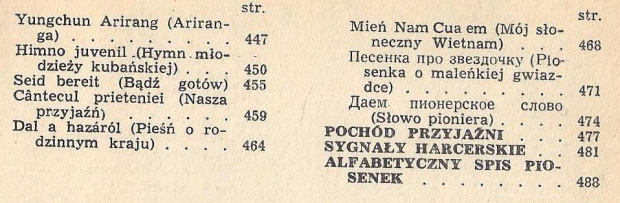 str.
Yungchun Arirang (Ariran-
ga) . . . . . . . 447
Himno juvenil (Hymn mło-
dzieży kubańskiej) . . . 450
Seid bereit (Bądź gotów) 455
Cântecul prieteniei (Nasza
przyjaźń) . . . . . 459
Dal a hazáról (Pieśń o ro-
dzinnym kraju) . . . . 464
str.
Mień Nam Cua em (Mój sło-
neczny Wietnam) . . . 468
Песенка про звездочку (Pio-
senka o maleńkiej gwiaz-
dce) . . . . . . . 471
Даем пионерское слово
(Słowo pioniera) . . . 474
POCHÓD PRZYJAŹNI . . . 477
SYGNAŁY HARCERSKIE . . 481
ALFABETYCZNY SPIS PIO-
SENEK . . . . . . . 488